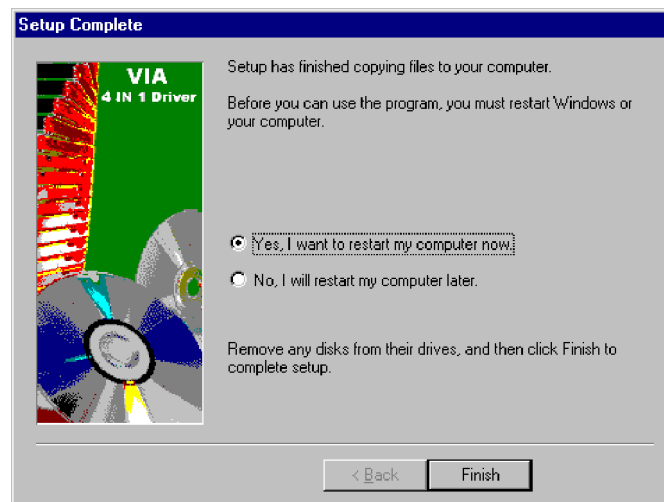 Setup Complete
VIA
4 IN 1 Driver
Setup has finished copying files to your computer.
Before you can use the program, you must restart Windows or
your computer.
Yes, I want to restart my computer now.
No, I will restart my computer later.
Remove any disks from their drives, and then click Finish to
complete setup.
< Back
Finish